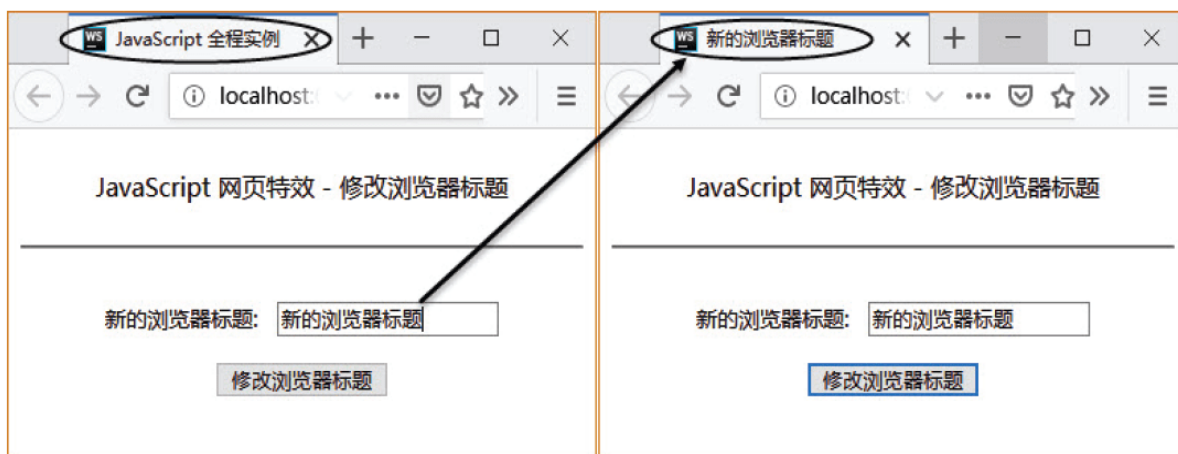 WS JavaScript 全程实例
localhost:
JavaScript 网页特效 - 修改浏览器标题
新的浏览器标题: 新的浏览器标题
修改浏览器标题
WS 新的浏览器标题
localhost:
JavaScript 网页特效 - 修改浏览器标题
新的浏览器标题: 新的浏览器标题
修改浏览器标题